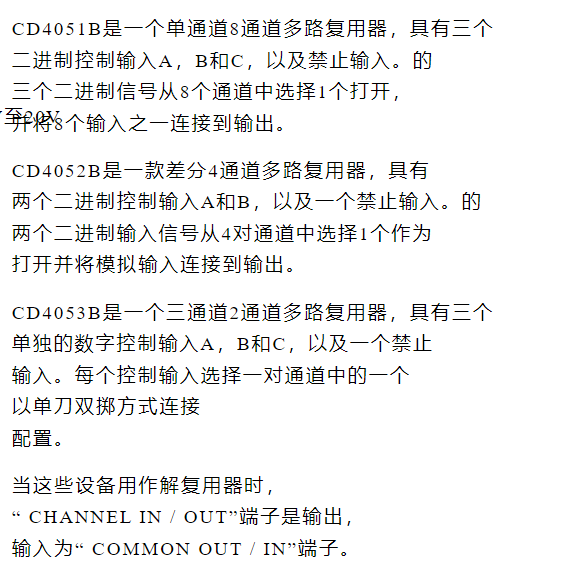 CD4051B是一个单通道8通道多路复用器，具有三个
二进制控制输入A，B和C，以及禁止输入。的
三个二进制信号从8个通道中选择1个打开，
至20V
并将8个输入之一连接到输出。
CD4052B是一款差分4通道多路复用器，具有
两个二进制控制输入A和B，以及一个禁止输入。的
两个二进制输入信号从4对通道中选择1个作为
打开并将模拟输入连接到输出。
CD4053B是一个三通道2通道多路复用器，具有三个
单独的数字控制输入A，B和C，以及一个禁止
输入。每个控制输入选择一对通道中的一个
以单刀双掷方式连接
配置。
当这些设备用作解复用器时，
“ CHANNEL IN / OUT”端子是输出，
输入为“ COMMON OUT / IN”端子。